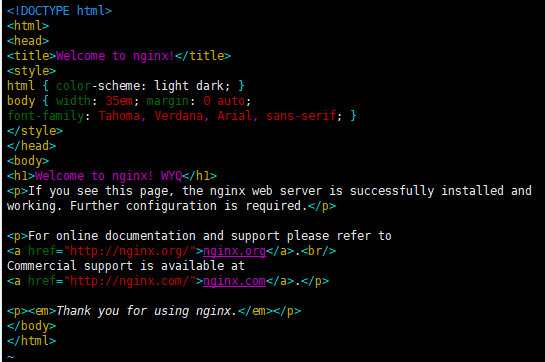 <!DOCTYPE html>
<html>
<head>
<title>Welcome to nginx!</title>
<style>
html { color-scheme: light dark; }
body { width: 35em; margin: 0 auto;
font-family: Tahoma, Verdana, Arial, sans-serif; }
</style>
</head>
<body>
<h1>Welcome to nginx! WYQ</h1>
<p>If you see this page, the nginx web server is successfully installed and
working. Further configuration is required.</p>

<p>For online documentation and support please refer to
<a href="http://nginx.org/">nginx.org</a>.<br/>
Commercial support is available at
<a href="http://nginx.com/">nginx.com</a>.</p>

<p><em>Thank you for using nginx.</em></p>
</body>
</html>
~